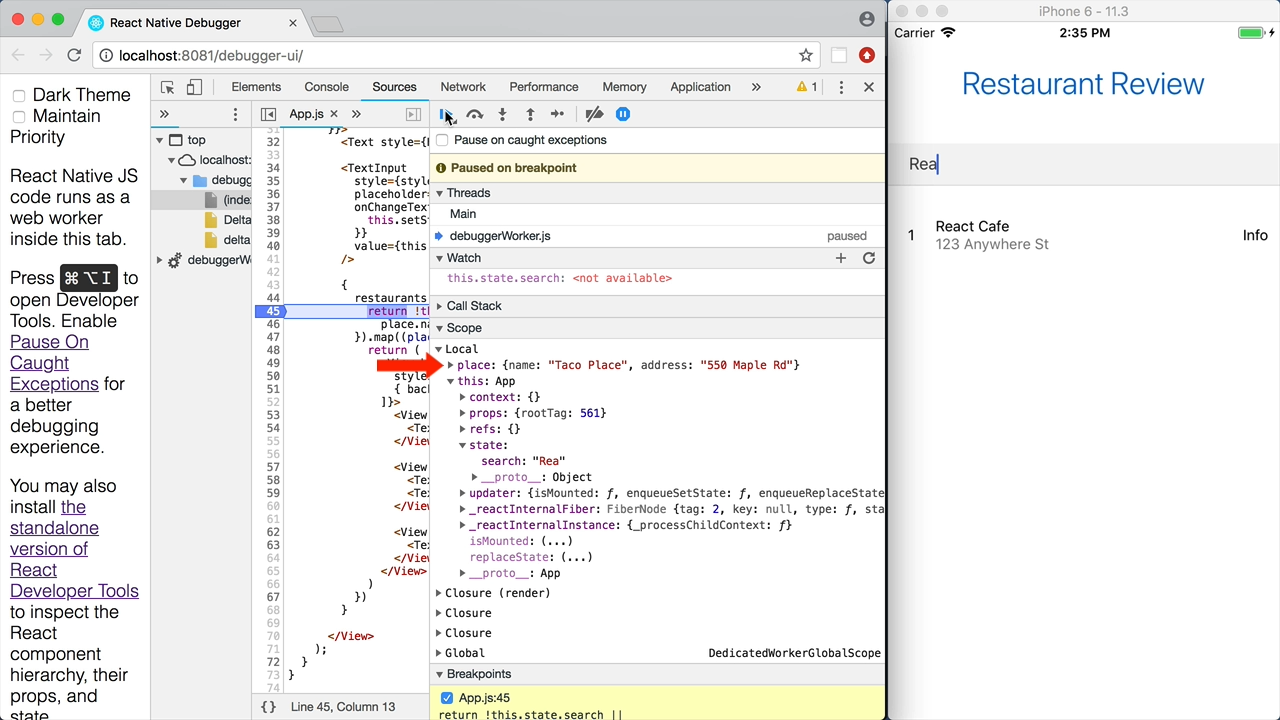 React Native Debugger
localhost:8081/debugger-ui/
Dark Theme
Maintain
Priority
React Native JS
code runs as a
web worker
inside this tab.
Press ⌘⌥I to
open Developer
Tools. Enable
Pause On
Caught
Exceptions for
a better
debugging
experience.
You may also
install the
standalone
version of
React
Developer Tools
to inspect the
React
component
hierarchy, their
props, and
state.
Elements Console Sources Network Performance Memory Application » 1
»
top
localhost:
debugg
(inde
Delta
delta
debuggerWo
App.js × »
31 }}>
32 <Text style={
33
34 <TextInput
35 style={style
36 placeholder=
37 onChangeText
38 this.setS
39 }}
40 value={this
41 />
42
43 {
44 restaurants
45 return !th
46 place.na
47 }).map((plac
48 return (
49
50 style
51 { back
52 ]}>
53 <View
54 <Tex
55 </View
56
57 <View
58 <Tex
59 <Tex
60 </View
61
62 <View
63 <Tex
64 </View
65 </View>
66 )
67 })
68 }
69
70 </View>
71 );
72 }
73 }
74
{} Line 45, Column 13
Pause on caught exceptions
Paused on breakpoint
Threads
Main
debuggerWorker.js paused
Watch
this.state.search: <not available>
Call Stack
Scope
Local
place: {name: "Taco Place", address: "550 Maple Rd"}
this: App
context: {}
props: {rootTag: 561}
refs: {}
state:
search: "Rea"
__proto__: Object
updater: {isMounted: ƒ, enqueueSetState: ƒ, enqueueReplaceState
_reactInternalFiber: FiberNode {tag: 2, key: null, type: ƒ, sta
_reactInternalInstance: {_processChildContext: ƒ}
isMounted: (...)
replaceState: (...)
__proto__: App
Closure (render)
Closure
Closure
Global DedicatedWorkerGlobalScope
Breakpoints
App.js:45
return !this.state.search ||
iPhone 6 - 11.3
Carrier 2:35 PM
Restaurant Review
Rea
1 React Cafe Info
123 Anywhere St